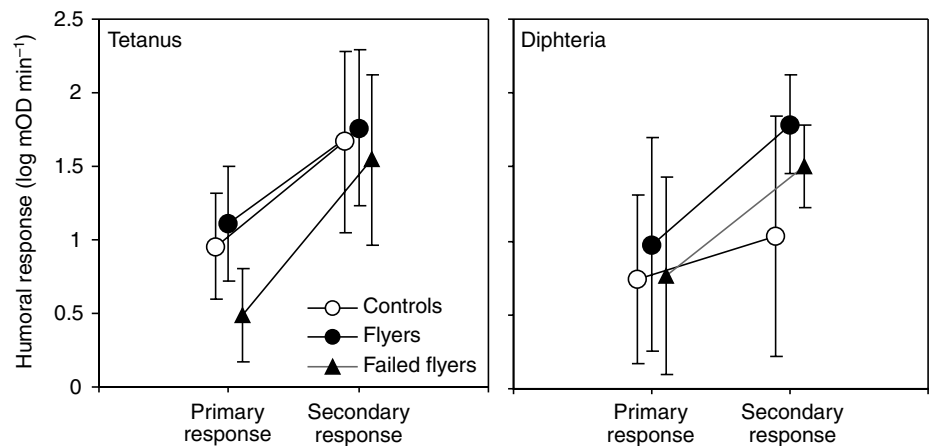 Humoral response (log mOD min⁻¹)
2.5
2
1.5
1
0.5
0
Tetanus
Controls
Flyers
Failed flyers
Primary
response
Secondary
response
Diphteria
Primary
response
Secondary
response